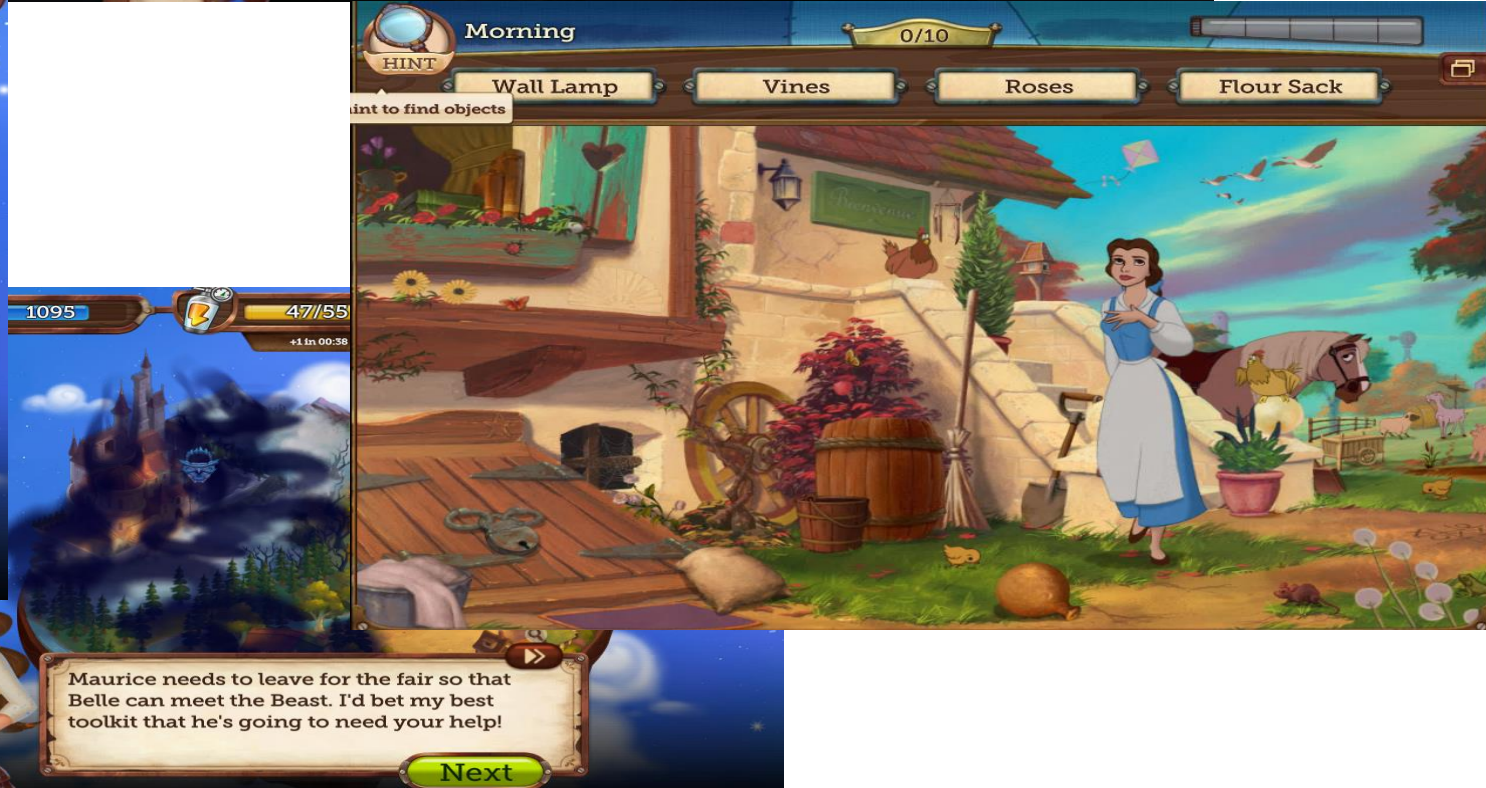 Morning
0/10
HINT
Wall Lamp
Vines
Roses
Flour Sack
int to find objects
Bienvenue
1095
47/55
+1 in 00:38
Maurice needs to leave for the fair so that
Belle can meet the Beast. I'd bet my best
toolkit that he's going to need your help!
Next